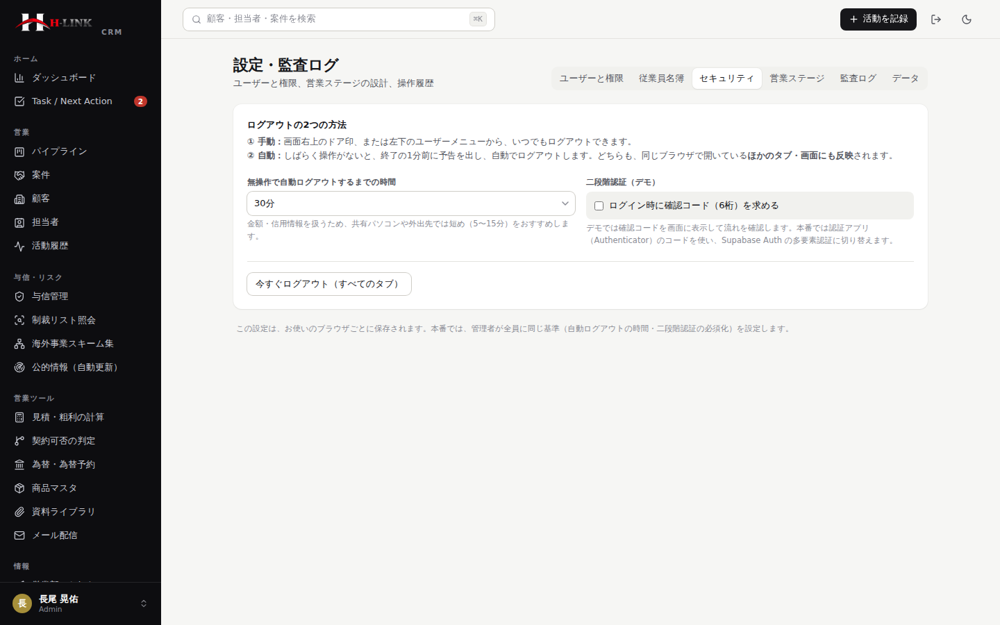 H-LINK CRM
ホーム
ダッシュボード
Task / Next Action 2
営業
パイプライン
案件
顧客
担当者
活動履歴
与信・リスク
与信管理
制裁リスト照会
海外事業スキーム集
公的情報（自動更新）
営業ツール
見積・粗利の計算
契約可否の判定
為替・為替予約
商品マスタ
資料ライブラリ
メール配信
情報
長 長尾 晃佑
Admin
顧客・担当者・案件を検索 ⌘K
活動を記録
設定・監査ログ
ユーザーと権限、営業ステージの設計、操作履歴
ユーザーと権限 従業員名簿 セキュリティ 営業ステージ 監査ログ データ
ログアウトの2つの方法
① 手動：画面右上のドア印、または左下のユーザーメニューから、いつでもログアウトできます。
② 自動：しばらく操作がないと、終了の1分前に予告を出し、自動でログアウトします。どちらも、同じブラウザで開いているほかのタブ・画面にも反映されます。
無操作で自動ログアウトするまでの時間
30分
金額・信用情報を扱うため、共有パソコンや外出先では短め（5〜15分）をおすすめしま
す。
二段階認証（デモ）
ログイン時に確認コード（6桁）を求める
デモでは確認コードを画面に表示して流れを確認します。本番では認証アプリ
（Authenticator）のコードを使い、Supabase Auth の多要素認証に切り替えます。
今すぐログアウト（すべてのタブ）
この設定は、お使いのブラウザごとに保存されます。本番では、管理者が全員に同じ基準（自動ログアウトの時間・二段階認証の必須化）を設定します。